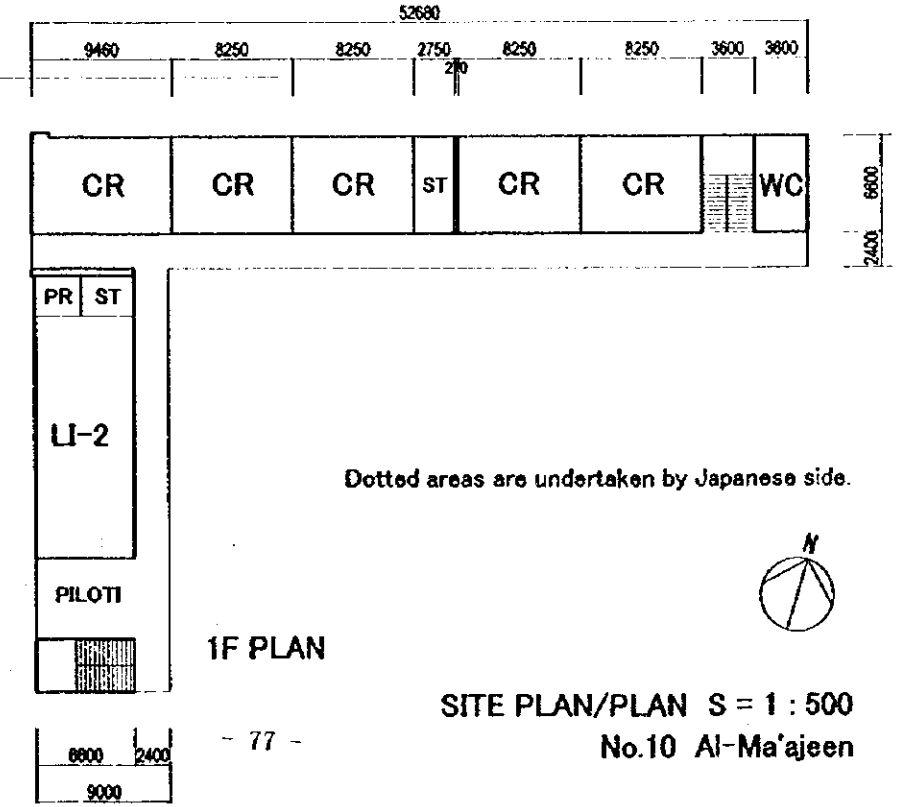 52680
9460 8250 8250 2750 8250 8250 3600 3600
270
CR CR CR ST CR CR WC
6600
2400
PR ST
LI-2
Dotted areas are undertaken by Japanese side.
N
PILOTI
1F PLAN
SITE PLAN/PLAN S = 1 : 500
- 77 -
No.10 Al-Ma'ajeen
6600 2400
9000